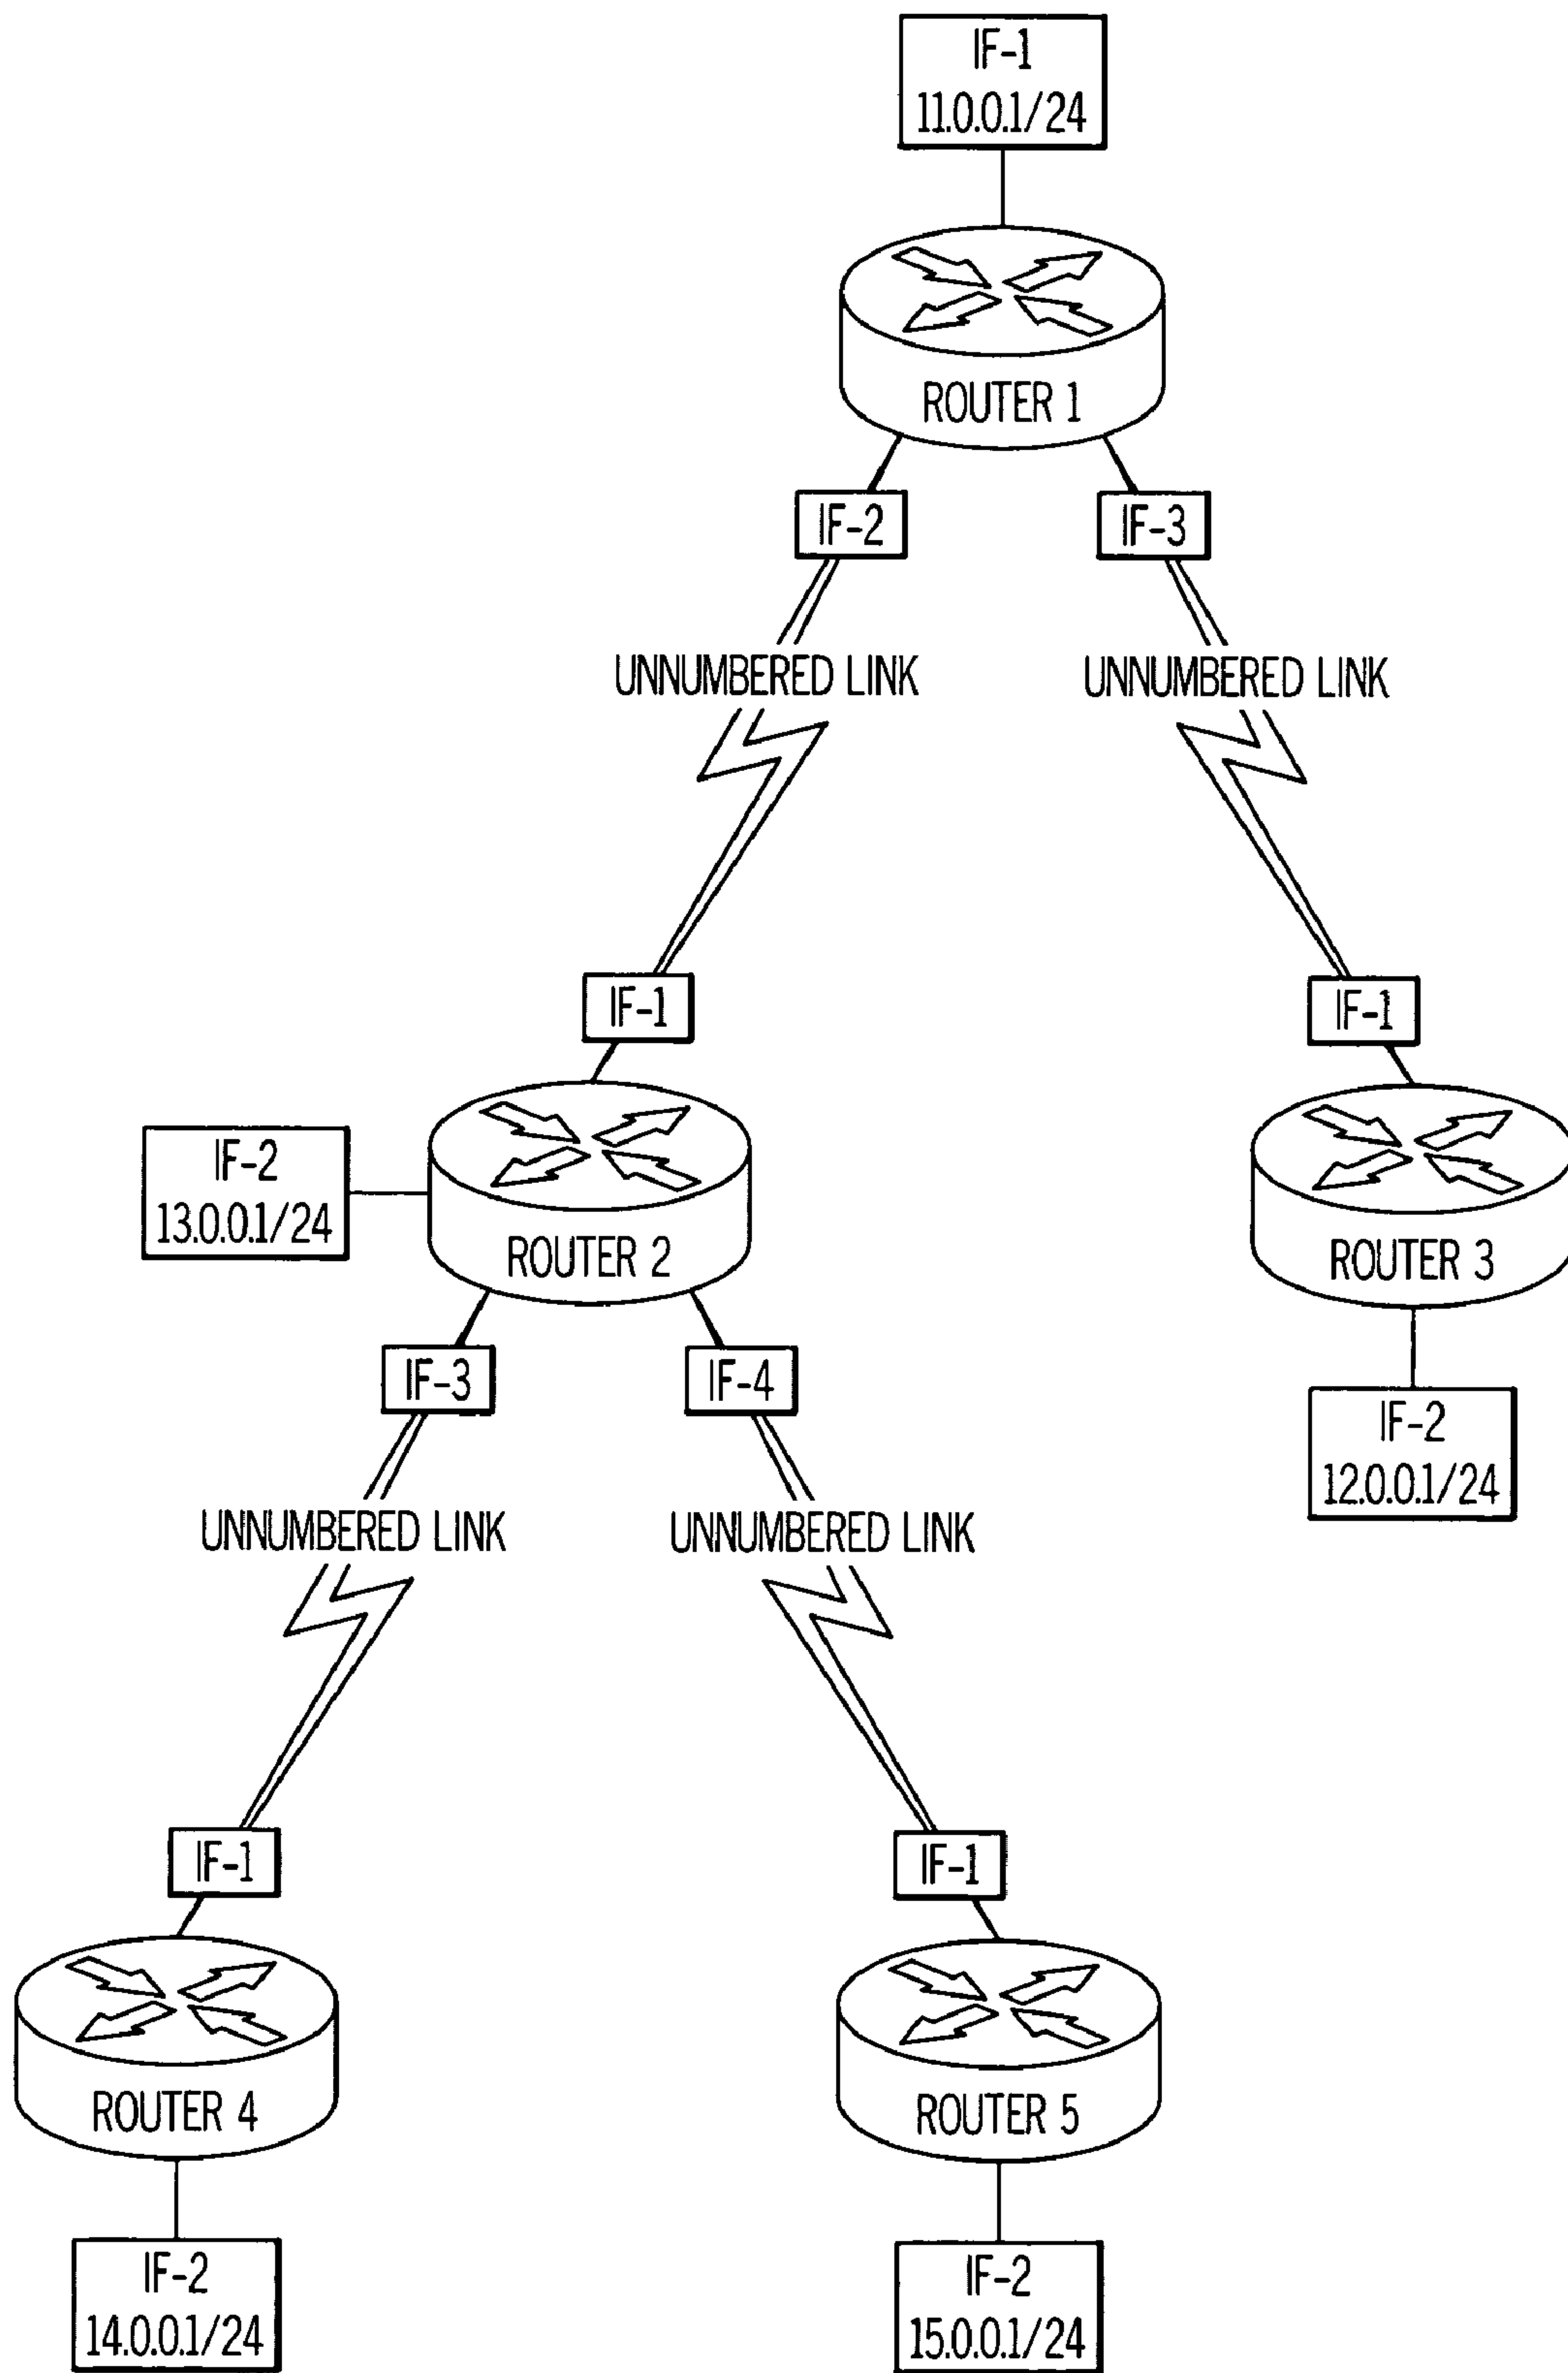 IF-1
11.0.0.1/24
ROUTER 1
IF-2
IF-3
UNNUMBERED LINK
UNNUMBERED LINK
IF-1
IF-1
IF-2
13.0.0.1/24
ROUTER 2
ROUTER 3
IF-3
IF-4
IF-2
12.0.0.1/24
UNNUMBERED LINK
UNNUMBERED LINK
IF-1
IF-1
ROUTER 4
ROUTER 5
IF-2
14.0.0.1/24
IF-2
15.0.0.1/24